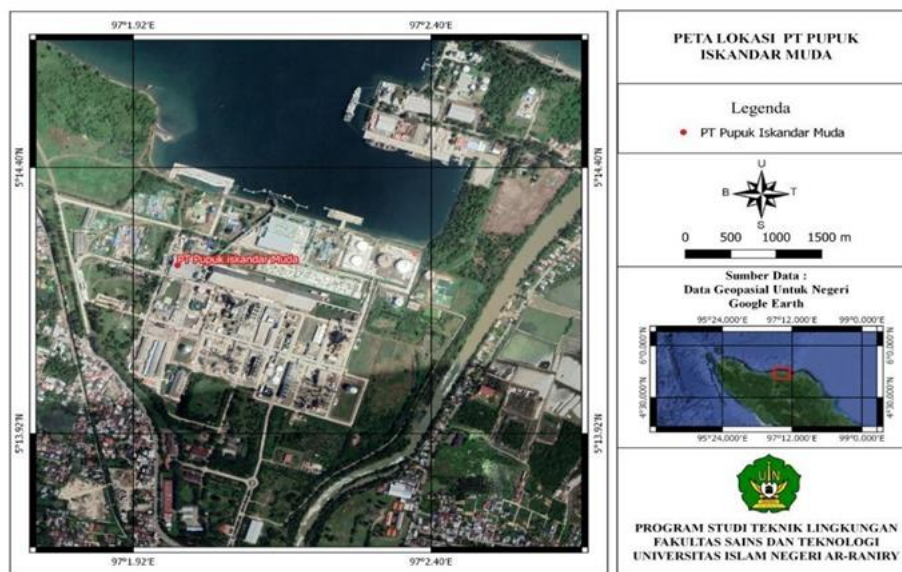 97°1.92'E
97°2.40'E
5°14.40'N
5°14.40'N
PT Pupuk iskandar Muda
5°13.92'N
5°13.92'N
97°1.92'E
97°2.40'E
PETA LOKASI PT PUPUK
ISKANDAR MUDA
Legenda
PT Pupuk Iskandar Muda
U
B
T
S
0 500 1000 1500 m
Sumber Data :
Data Geopasial Untuk Negeri
Google Earth
95°24.000'E 97°12.000'E 99°0.000'E
6°0.000'N
6°0.000'N
4°30.000'N
4°30.000'N
95°24.000'E 97°12.000'E 99°0.000'E
UIN
PROGRAM STUDI TEKNIK LINGKUNGAN
FAKULTAS SAINS DAN TEKNOLOGI
UNIVERSITAS ISLAM NEGERI AR-RANIRY